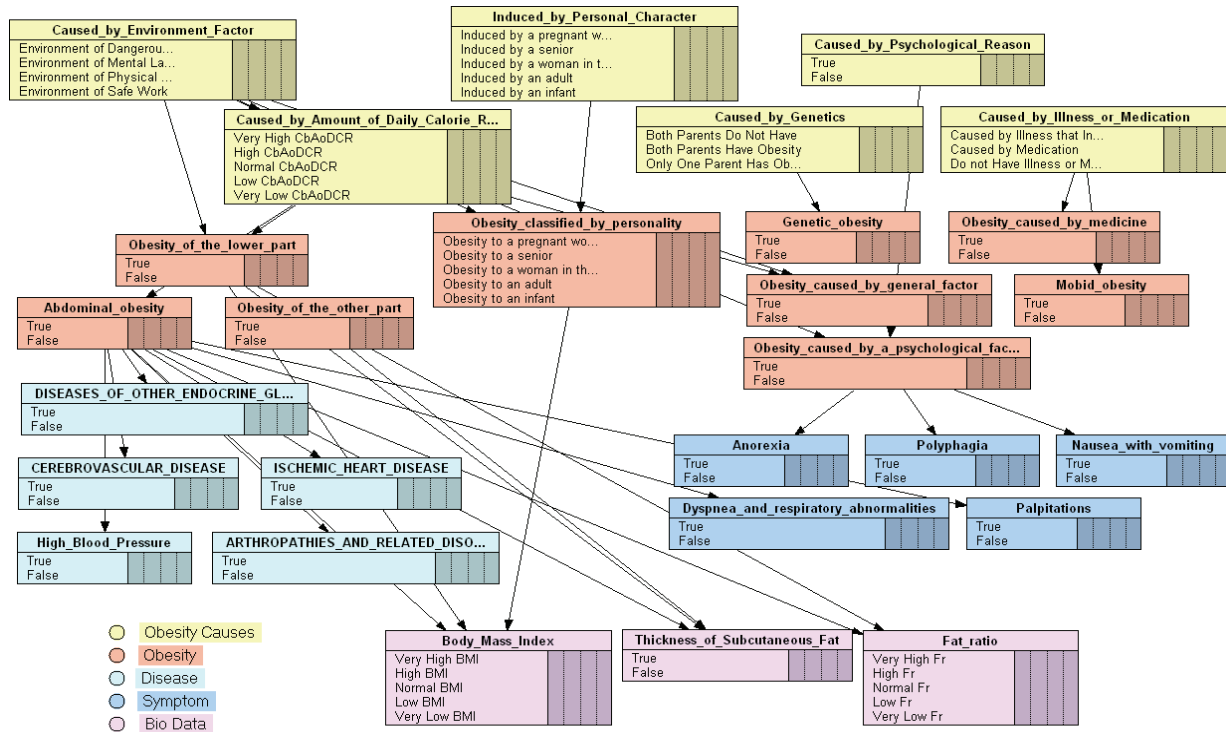 Caused_by_Environment_Factor
Environment of Dangerou...
Environment of Mental La...
Environment of Physical ...
Environment of Safe Work
Induced_by_Personal_Character
Induced by a pregnant w...
Induced by a senior
Induced by a woman in t...
Induced by an adult
Induced by an infant
Caused_by_Psychological_Reason
True
False
Caused_by_Amount_of_Daily_Calorie_R...
Very High CbAoDCR
High CbAoDCR
Normal CbAoDCR
Low CbAoDCR
Very Low CbAoDCR
Caused_by_Genetics
Both Parents Do Not Have
Both Parents Have Obesity
Only One Parent Has Ob...
Caused_by_Illness_or_Medication
Caused by Illness that In...
Caused by Medication
Do not Have Illness or M...
Obesity_of_the_lower_part
True
False
Obesity_classified_by_personality
Obesity to a pregnant wo...
Obesity to a senior
Obesity to a woman in th...
Obesity to an adult
Obesity to an infant
Genetic_obesity
True
False
Obesity_caused_by_medicine
True
False
Abdominal_obesity
True
False
Obesity_of_the_other_part
True
False
Obesity_caused_by_general_factor
True
False
Mobid_obesity
True
False
Obesity_caused_by_a_psychological_fac...
True
False
DISEASES_OF_OTHER_ENDOCRINE_GL...
True
False
Anorexia
True
False
Polyphagia
True
False
Nausea_with_vomiting
True
False
CEREBROVASCULAR_DISEASE
True
False
ISCHEMIC_HEART_DISEASE
True
False
Dyspnea_and_respiratory_abnormalities
True
False
Palpitations
True
False
High_Blood_Pressure
True
False
ARTHROPATHIES_AND_RELATED_DISO...
True
False
Body_Mass_Index
Very High BMI
High BMI
Normal BMI
Low BMI
Very Low BMI
Thickness_of_Subcutaneous_Fat
True
False
Fat_ratio
Very High Fr
High Fr
Normal Fr
Low Fr
Very Low Fr
Obesity Causes
Obesity
Disease
Symptom
Bio Data